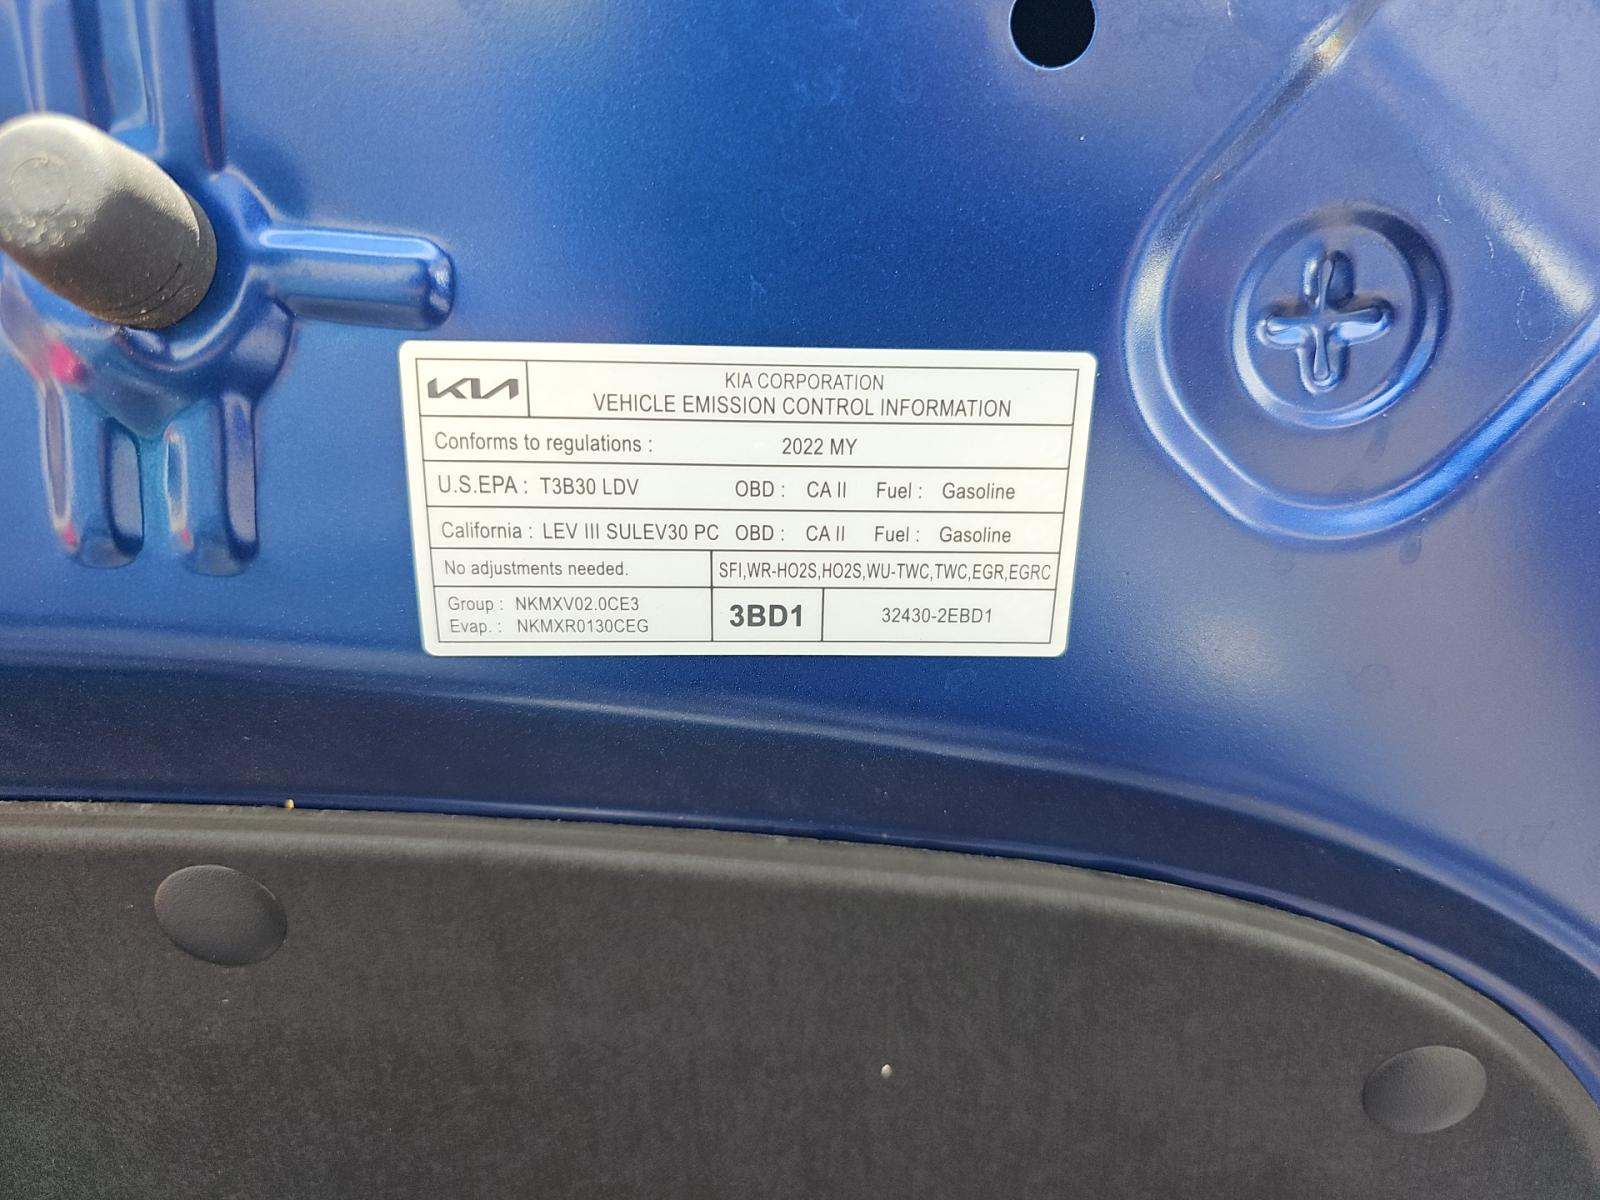 KIA
KIA CORPORATION
VEHICLE EMISSION CONTROL INFORMATION
Conforms to regulations : 2022 MY
U.S.EPA : T3B30 LDV OBD : CA II Fuel : Gasoline
California : LEV III SULEV30 PC OBD : CA II Fuel : Gasoline
No adjustments needed. SFI,WR-HO2S,HO2S,WU-TWC,TWC,EGR,EGRC
Group : NKMXV02.0CE3
Evap. : NKMXR0130CEG
3BD1
32430-2EBD1